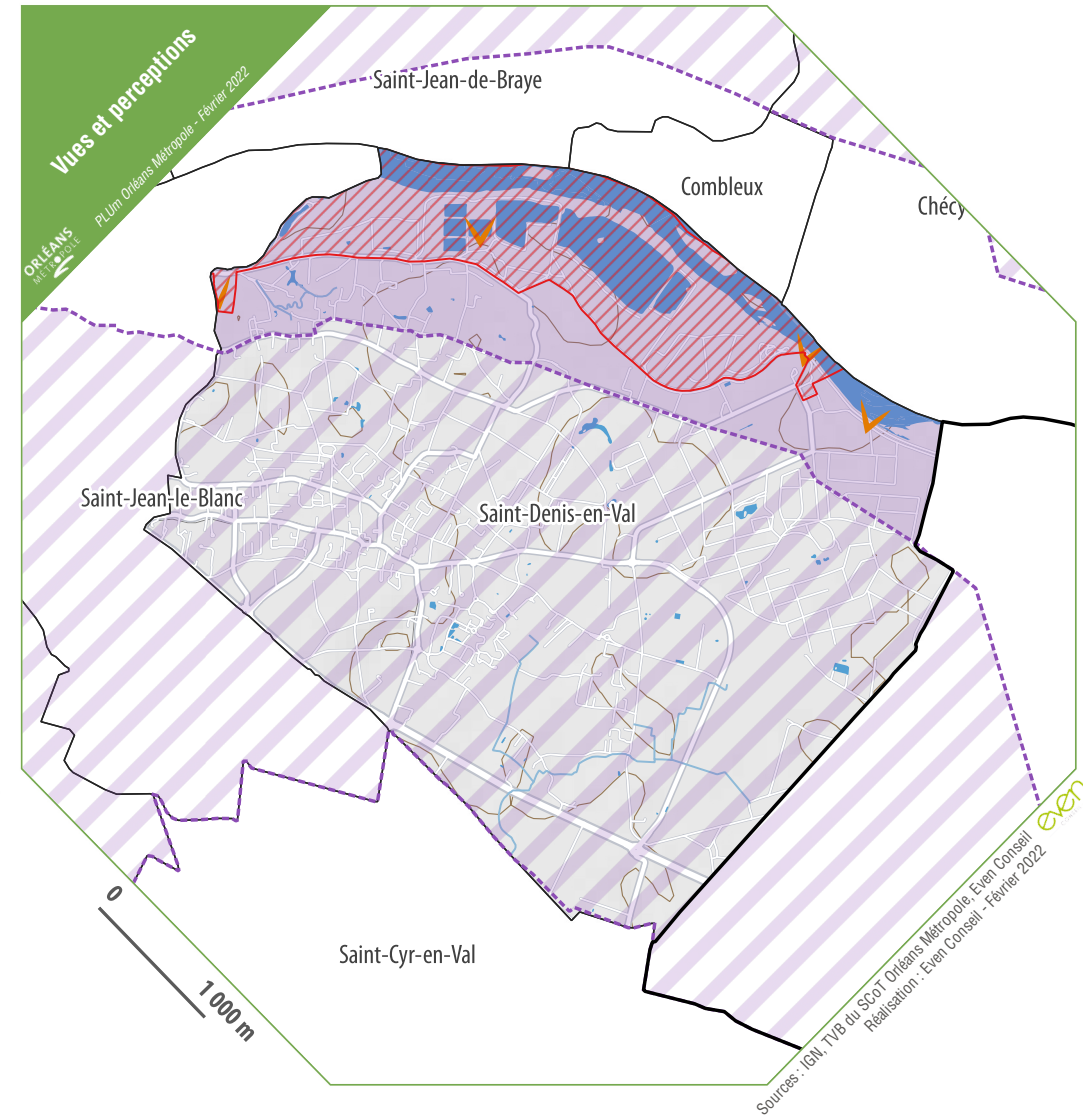 Vues et perceptions
PLUm Orléans Métropole - Février 2022
ORLÉANS
MÉTROPOLE
Saint-Jean-de-Braye
Combleux
Chécy
Saint-Jean-le-Blanc
Saint-Denis-en-Val
Saint-Cyr-en-Val
0
1 000 m
even
Sources : IGN, TVB du SCoT Orléans Métropole, Even Conseil
Réalisation : Even Conseil - Février 2022